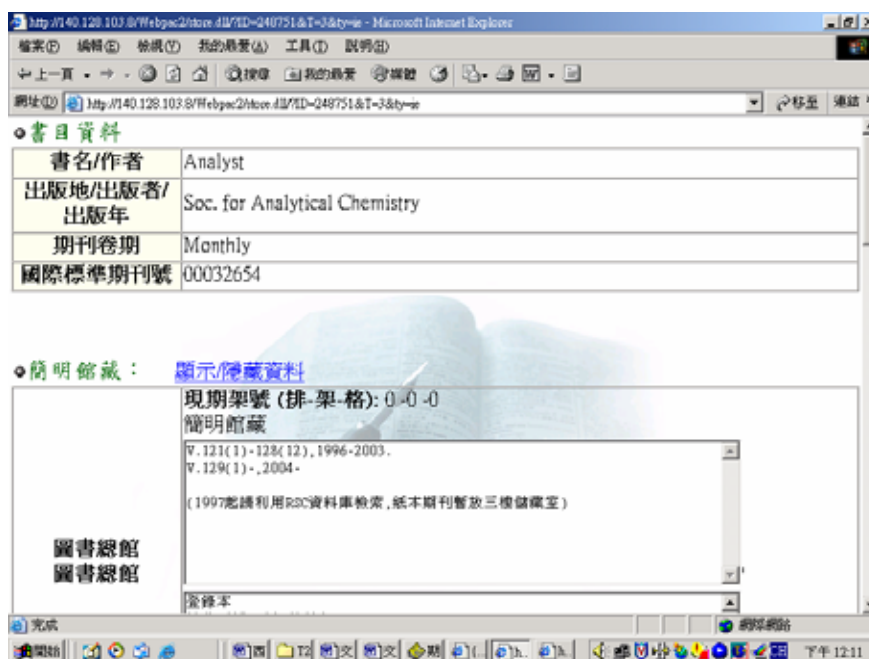 http://140.128.103.8/Webpac2/store.dll/?ID=248751&T=3&ty=ie - Microsoft Internet Explorer
檔案(F) 編輯(E) 檢視(V) 我的最愛(A) 工具(T) 說明(H)
上一頁 搜尋 我的最愛 媒體
網址(D) http://140.128.103.8/Webpac2/store.dll/?ID=248751&T=3&ty=ie 移至 連結
書目資料
書名/作者 Analyst
出版地/出版者/
出版年 Soc. for Analytical Chemistry
期刊卷期 Monthly
國際標準期刊號 00032654
簡明館藏: 顯示/隱藏資料
現期架號 (排-架-格): 0 -0 -0
簡明館藏
V.121(1)-128(12),1996-2003.
V.129(1)-,2004-
(1997起請利用RSC資料庫檢索,紙本期刊暫放三樓儲藏室)
圖書總館
圖書總館
登錄本
完成 網際網路
開始 下午 12:11